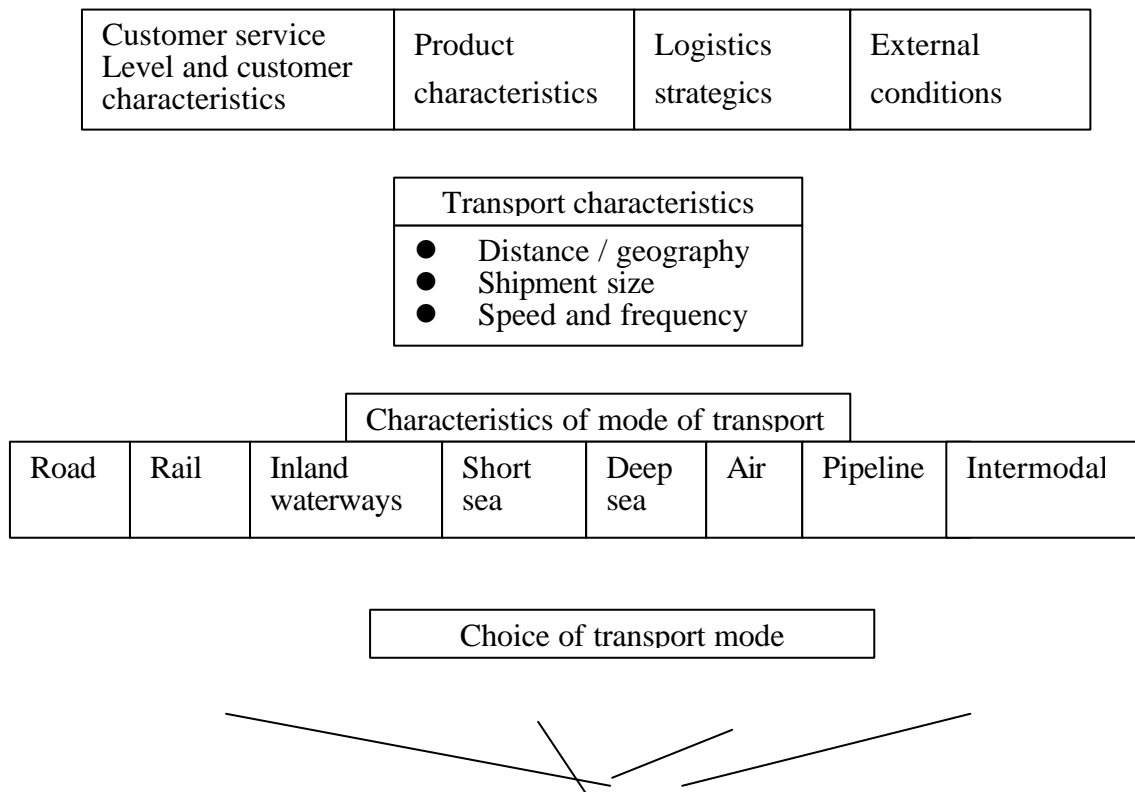 Customer service
Level and customer
characteristics
Product
characteristics
Logistics
strategics
External
conditions
Transport characteristics
● Distance / geography
● Shipment size
● Speed and frequency
Characteristics of mode of transport
Road
Rail
Inland
waterways
Short
sea
Deep
sea
Air
Pipeline
Intermodal
Choice of transport mode